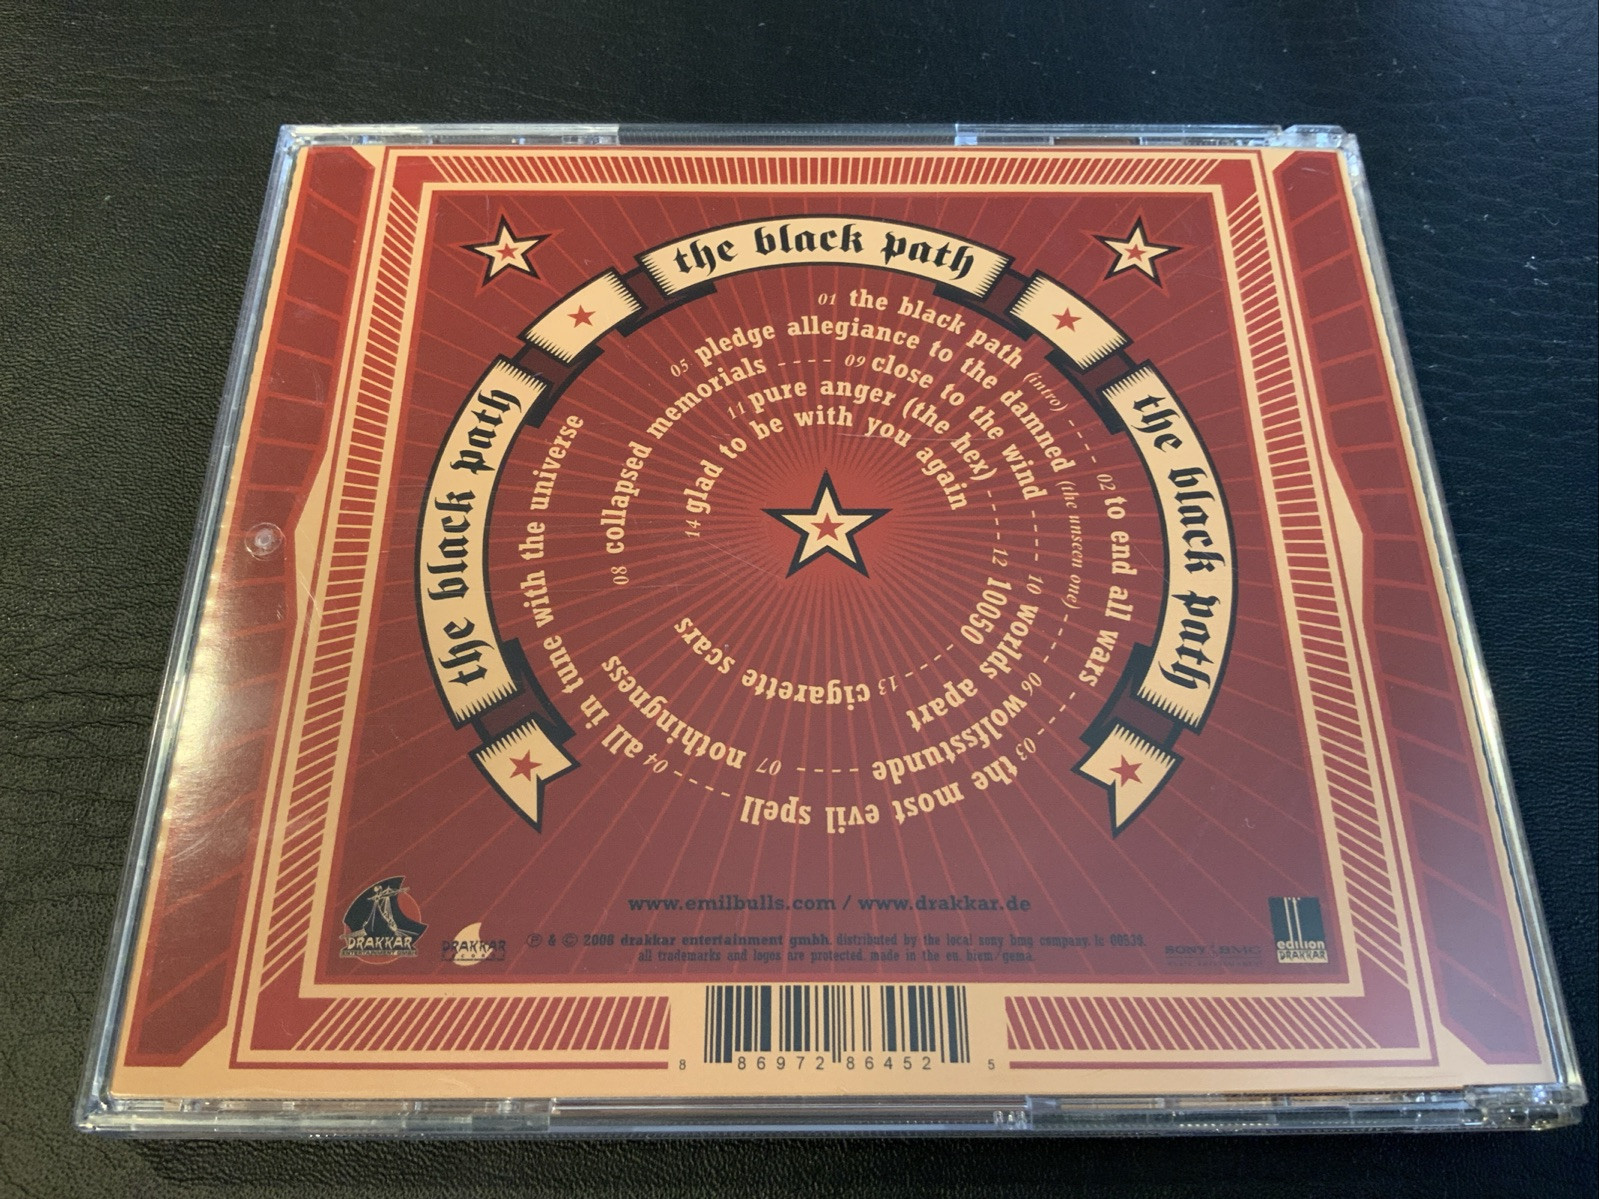 the black path
the black path
the black path
01 the black path (intro) ---- 02 to end all wars -- 03 the most evil spell ---- 04 all in tune with the universe
05 pledge allegiance to the damned (the unseen one) ---- 06 wolfsstunde ---- 07 nothingness
08 collapsed memorials ---- 09 close to the wind ---- 10 worlds apart
11 pure anger (the hex) ---- 12 10050 ---- 13 cigarette scars
14 glad to be with you again
www.emilbulls.com / www.drakkar.de
℗ & © 2008 drakkar entertainment gmbh. distributed by the local sony bmg company. lc 00539.
all trademarks and logos are protected. made in the eu. biem/gema.
DRAKKAR
ENTERTAINMENT GMBH
DRAKKAR
SONY BMG
edition
DRAKKAR
8 86972 86452 5